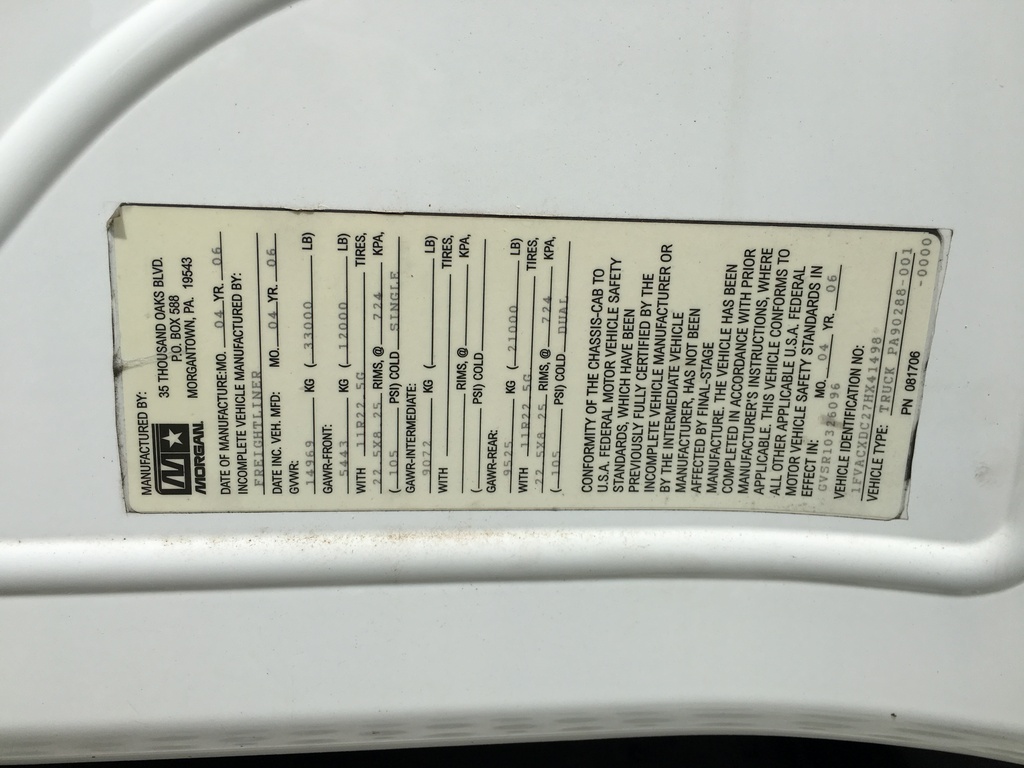 MANUFACTURED BY:
MORGAN
35 THOUSAND OAKS BLVD.
P.O. BOX 588
MORGANTOWN, PA. 19543
DATE OF MANUFACTURE:MO. 04 YR. 06
INCOMPLETE VEHICLE MANUFACTURED BY:
FREIGHTLINER
DATE INC. VEH. MFD: MO. 04 YR. 06
GVWR:
14969 KG ( 33000 LB)
GAWR-FRONT:
5443 KG ( 12000 LB)
WITH 11R22.5G TIRES,
22.5X8.25 RIMS, @ 724 KPA,
( 105 PSI) COLD SINGLE
GAWR-INTERMEDIATE:
9072 KG ( LB)
WITH TIRES,
RIMS, @ KPA,
( PSI) COLD
GAWR-REAR:
9525 KG ( 21000 LB)
WITH 11R22.5G TIRES,
22.5X8.25 RIMS, @ 724 KPA,
( 105 PSI) COLD DUAL
CONFORMITY OF THE CHASSIS-CAB TO
U.S.A. FEDERAL MOTOR VEHICLE SAFETY
STANDARDS, WHICH HAVE BEEN
PREVIOUSLY FULLY CERTIFIED BY THE
INCOMPLETE VEHICLE MANUFACTURER OR
BY THE INTERMEDIATE VEHICLE
MANUFACTURER, HAS NOT BEEN
AFFECTED BY FINAL-STAGE
MANUFACTURE. THE VEHICLE HAS BEEN
COMPLETED IN ACCORDANCE WITH PRIOR
MANUFACTURER'S INSTRUCTIONS, WHERE
APPLICABLE. THIS VEHICLE CONFORMS TO
ALL OTHER APPLICABLE U.S.A. FEDERAL
MOTOR VEHICLE SAFETY STANDARDS IN
EFFECT IN: MO. 04 YR. 06
GVSR10326096
VEHICLE IDENTIFICATION NO:
1FVACXDC27HX41498*
VEHICLE TYPE: TRUCK PA90288-001
-0000
PN 081706